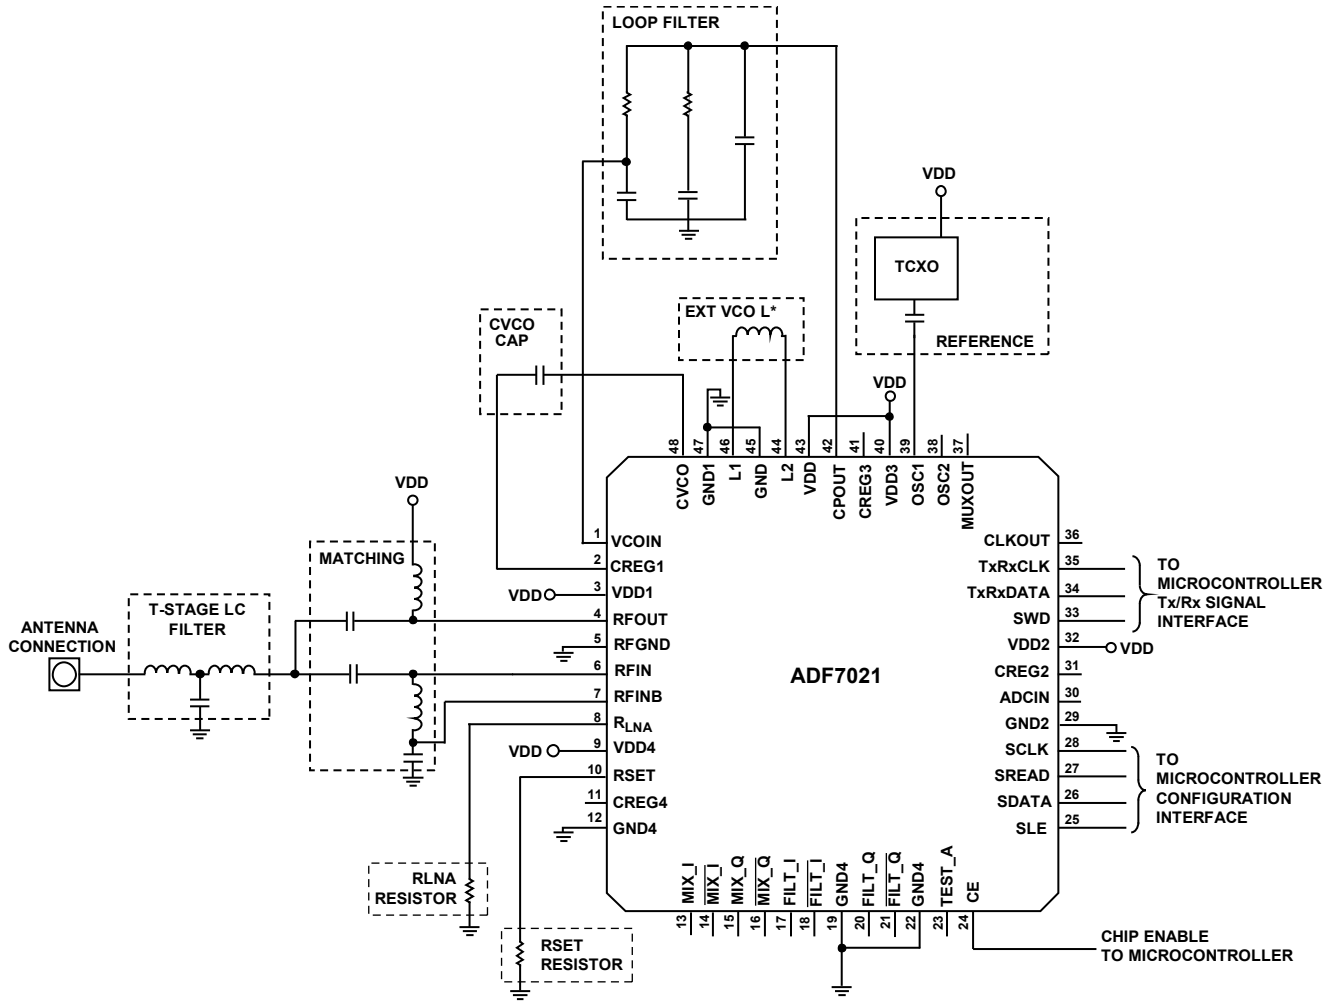 LOOP FILTER
VDD
TCXO
REFERENCE
EXT VCO L*
CVCO
CAP
VDD
48
47
46
45
44
43
42
41
40
39
38
37
CVCO
GND1
L1
GND
L2
VDD
CPOUT
CREG3
VDD3
OSC1
OSC2
MUXOUT
VDD
MATCHING
T-STAGE LC
FILTER
ANTENNA
CONNECTION
1 VCOIN
2 CREG1
VDD 3 VDD1
4 RFOUT
5 RFGND
6 RFIN
7 RFINB
8 RLNA
VDD 9 VDD4
10 RSET
11 CREG4
12 GND4
ADF7021
CLKOUT 36
TxRxCLK 35
TxRxDATA 34
SWD 33
VDD2 32 VDD
CREG2 31
ADCIN 30
GND2 29
SCLK 28
SREAD 27
SDATA 26
SLE 25
TO
MICROCONTROLLER
Tx/Rx SIGNAL
INTERFACE
TO
MICROCONTROLLER
CONFIGURATION
INTERFACE
MIX_I
MIX_I
MIX_Q
MIX_Q
FILT_I
FILT_I
GND4
FILT_Q
FILT_Q
GND4
TEST_A
CE
13
14
15
16
17
18
19
20
21
22
23
24
RLNA
RESISTOR
RSET
RESISTOR
CHIP ENABLE
TO MICROCONTROLLER